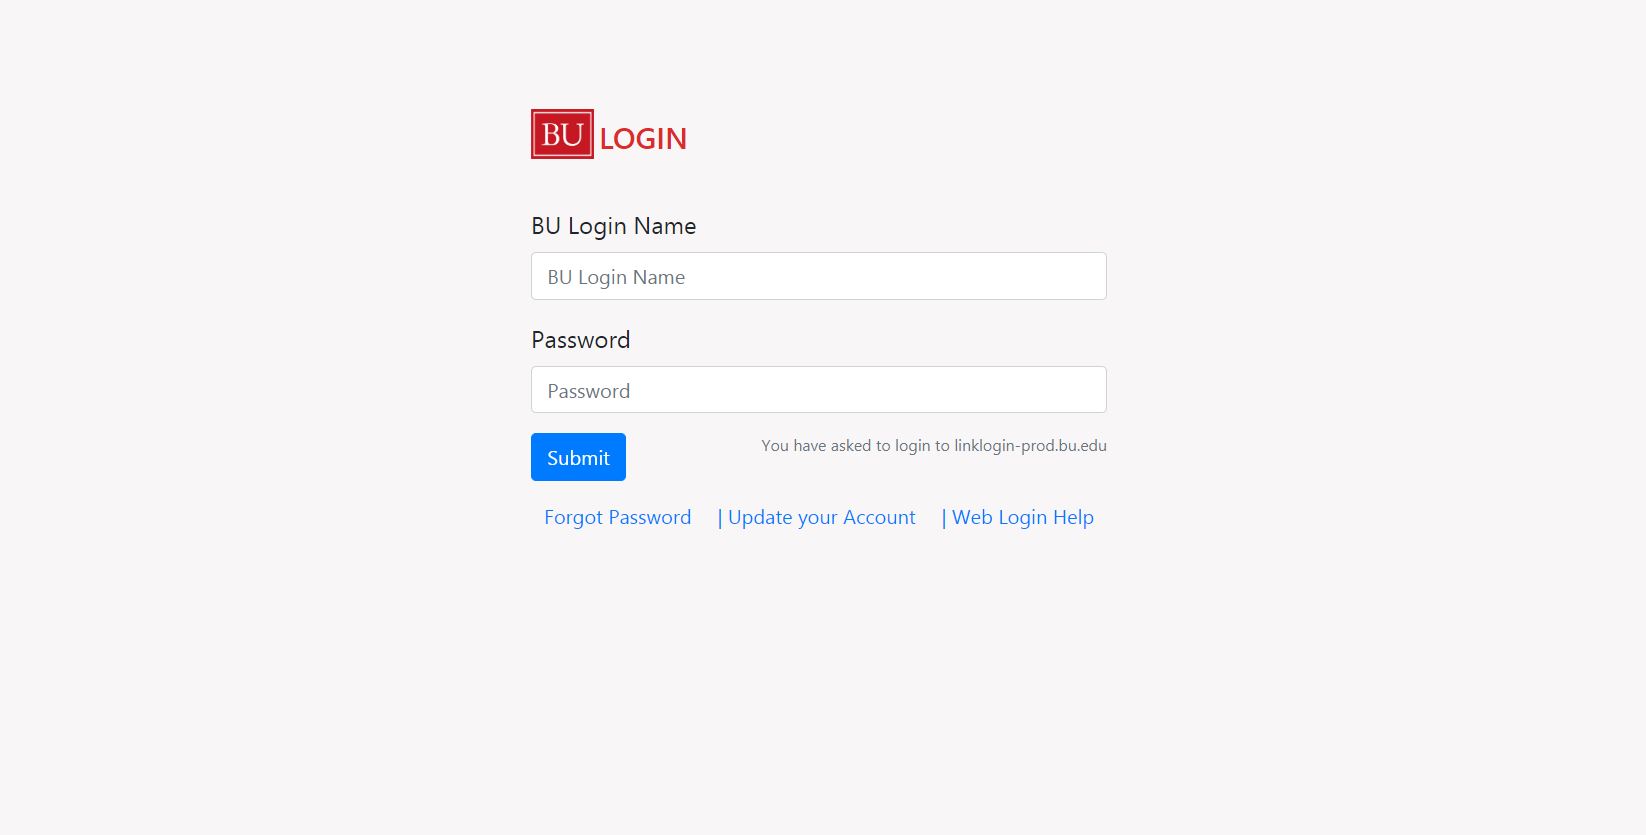 BU LOGIN
BU Login Name
BU Login Name
Password
Password
Submit
You have asked to login to linklogin-prod.bu.edu
Forgot Password | Update your Account | Web Login Help